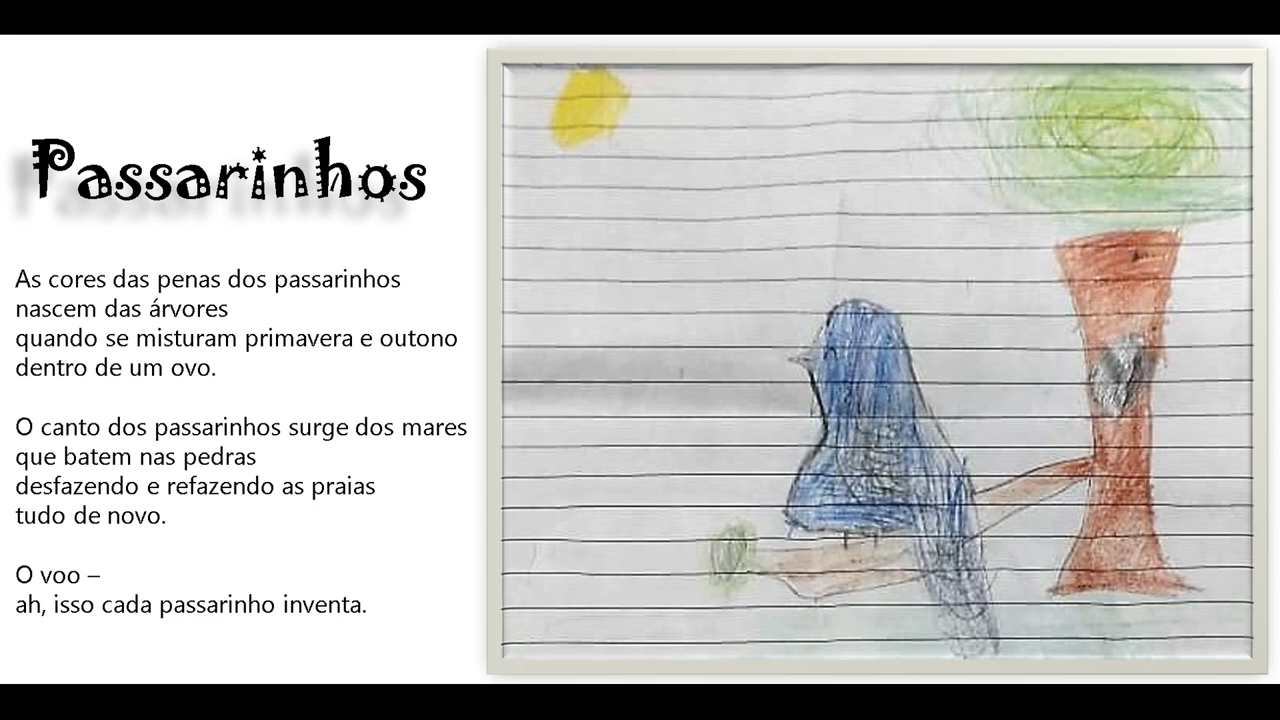 Passarinhos
As cores das penas dos passarinhos
nascem das árvores
quando se misturam primavera e outono
dentro de um ovo.
O canto dos passarinhos surge dos mares
que batem nas pedras
desfazendo e refazendo as praias
tudo de novo.
O voo –
ah, isso cada passarinho inventa.